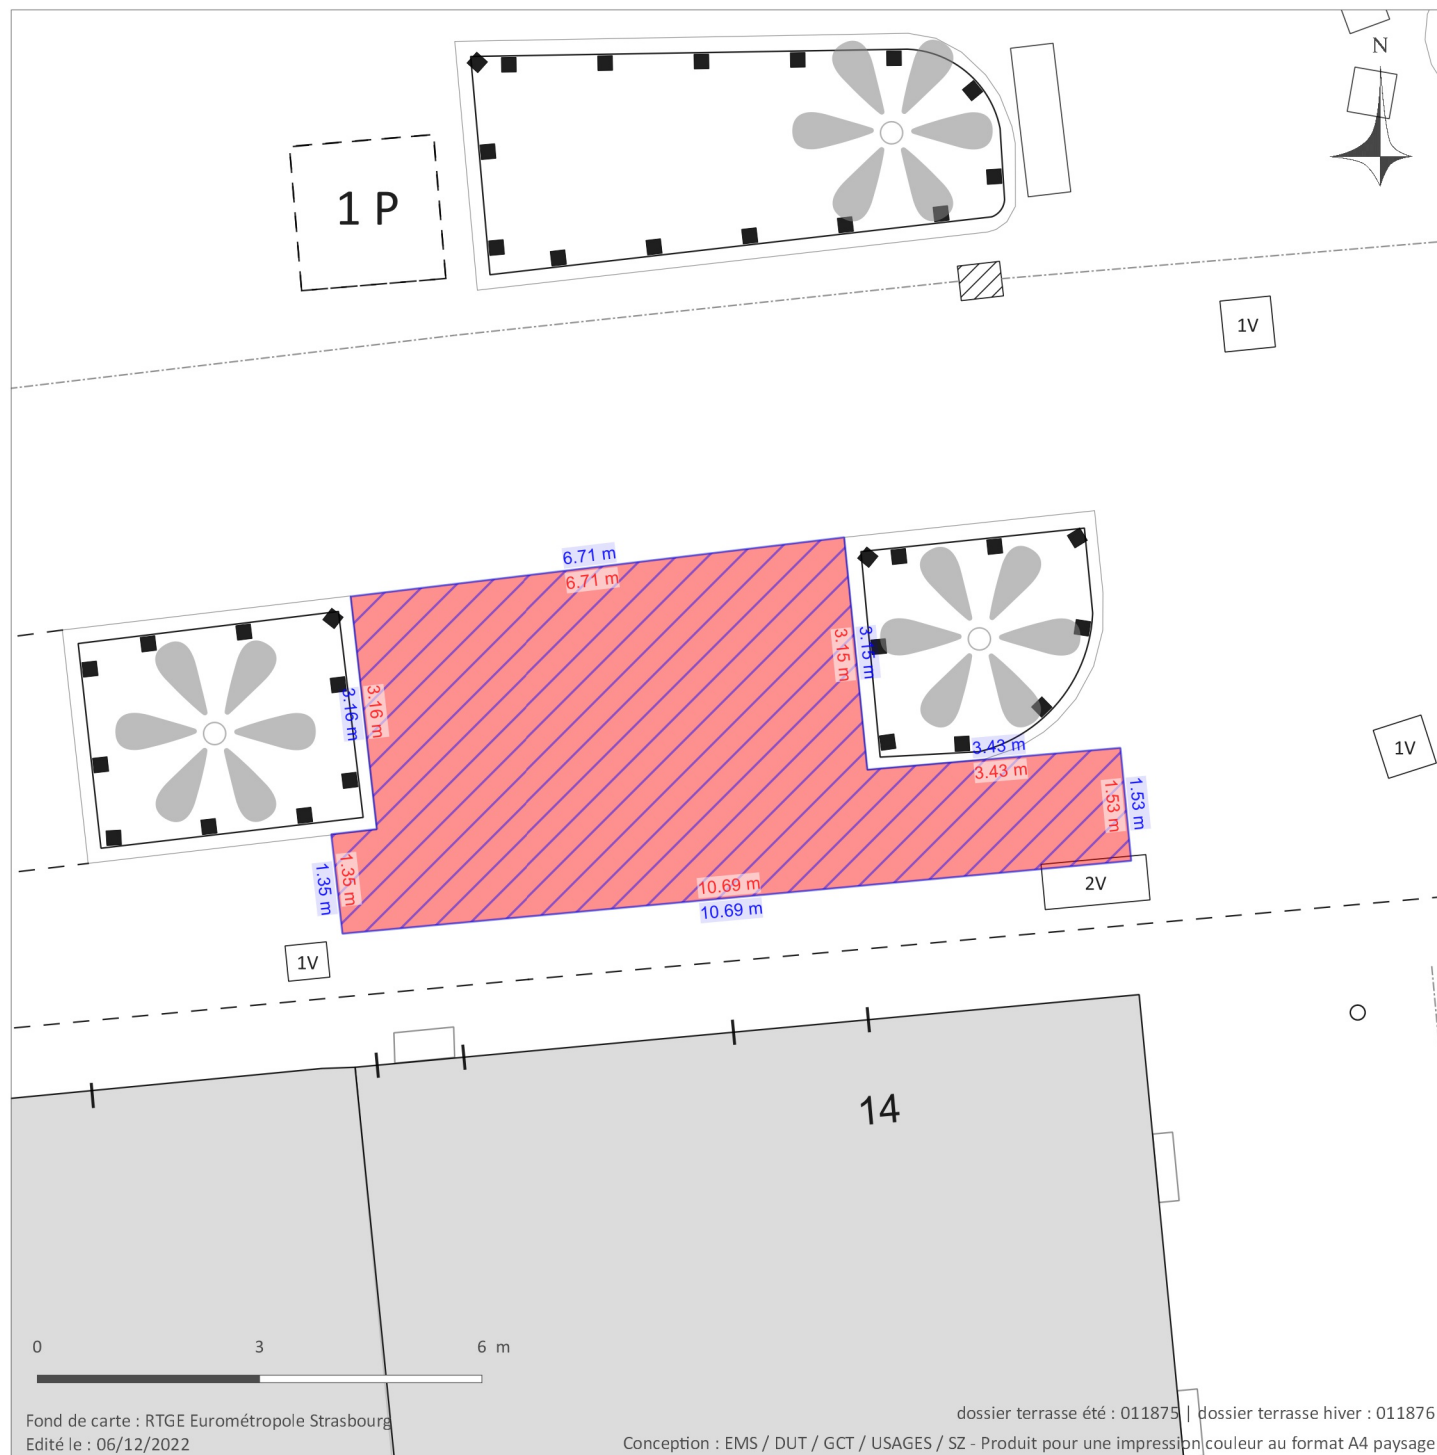 N
1 P
1V
6.71 m
6.71 m
3.15 m
3.15 m
3.16 m
3.16 m
1V
3.43 m
3.43 m
1.53 m
1.53 m
1.35 m
1.35 m
10.69 m
10.69 m
2V
1V
14
0 3 6 m
Fond de carte : RTGE Eurométropole Strasbourg
Edité le : 06/12/2022
dossier terrasse été : 011875 | dossier terrasse hiver : 011876
Conception : EMS / DUT / GCT / USAGES / SZ - Produit pour une impression couleur au format A4 paysage